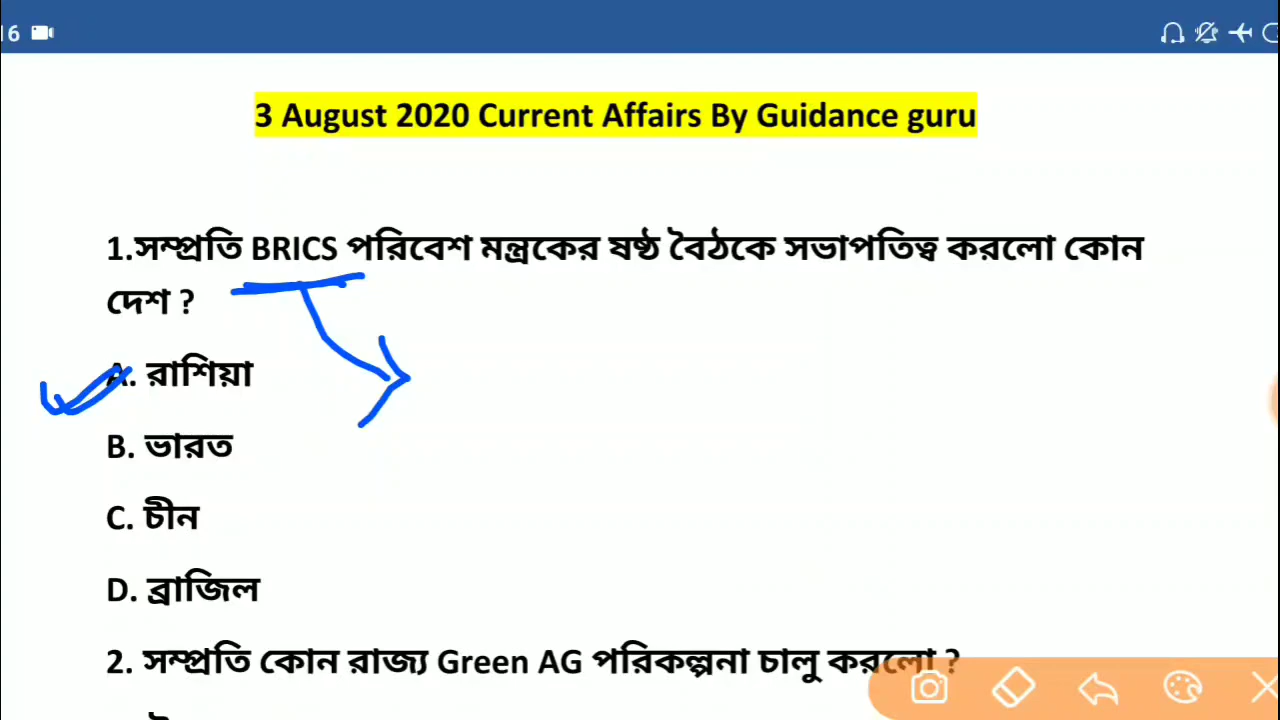 16
3 August 2020 Current Affairs By Guidance guru
1.সম্প্রতি BRICS পরিবেশ মন্ত্রকের ষষ্ঠ বৈঠকে সভাপতিত্ব করলো কোন
দেশ ?
A. রাশিয়া
B. ভারত
C. চীন
D. ব্রাজিল
2. সম্প্রতি কোন রাজ্য Green AG পরিকল্পনা চালু করলো ?